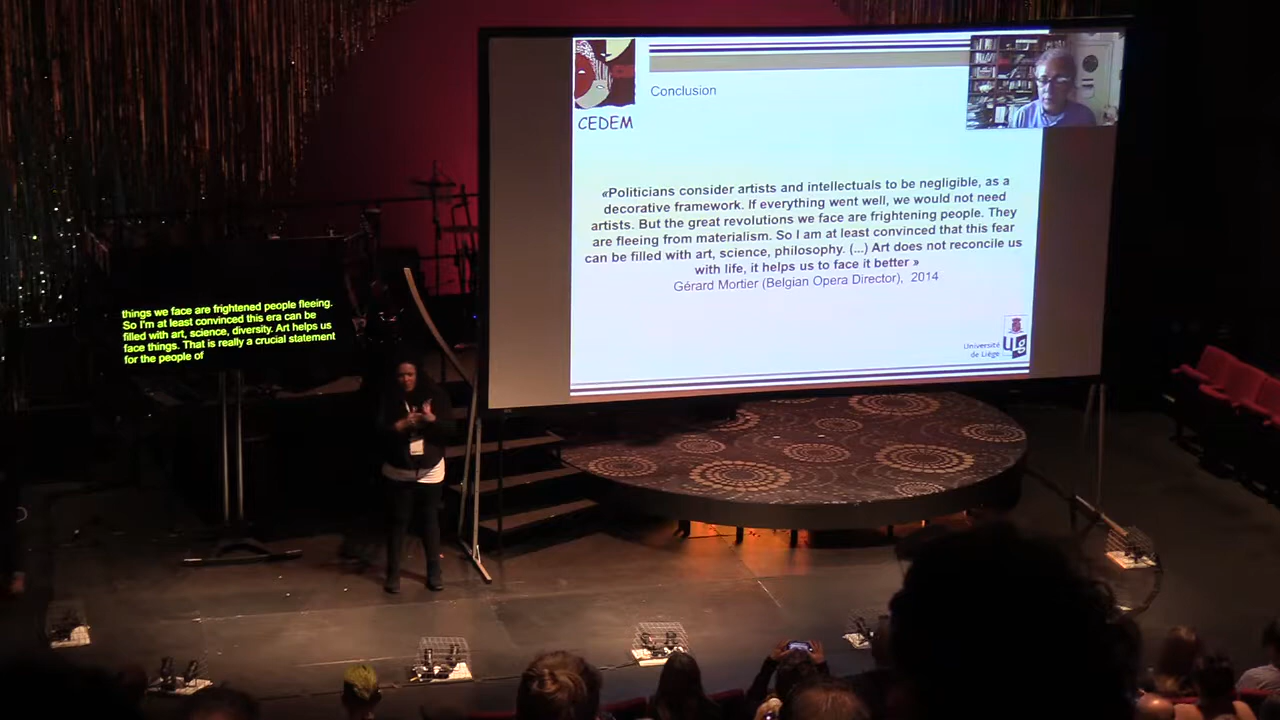 CEDEM
Conclusion
«Politicians consider artists and intellectuals to be negligible, as a
decorative framework. If everything went well, we would not need
artists. But the great revolutions we face are frightening people. They
are fleeing from materialism. So I am at least convinced that this fear
can be filled with art, science, philosophy. (...) Art does not reconcile us
with life, it helps us to face it better »
Gérard Mortier (Belgian Opera Director), 2014
Université
de Liège
ULg
things we face are frightened people fleeing.
So I'm at least convinced this era can be
filled with art, science, diversity. Art helps us
face things. That is really a crucial statement
for the people of